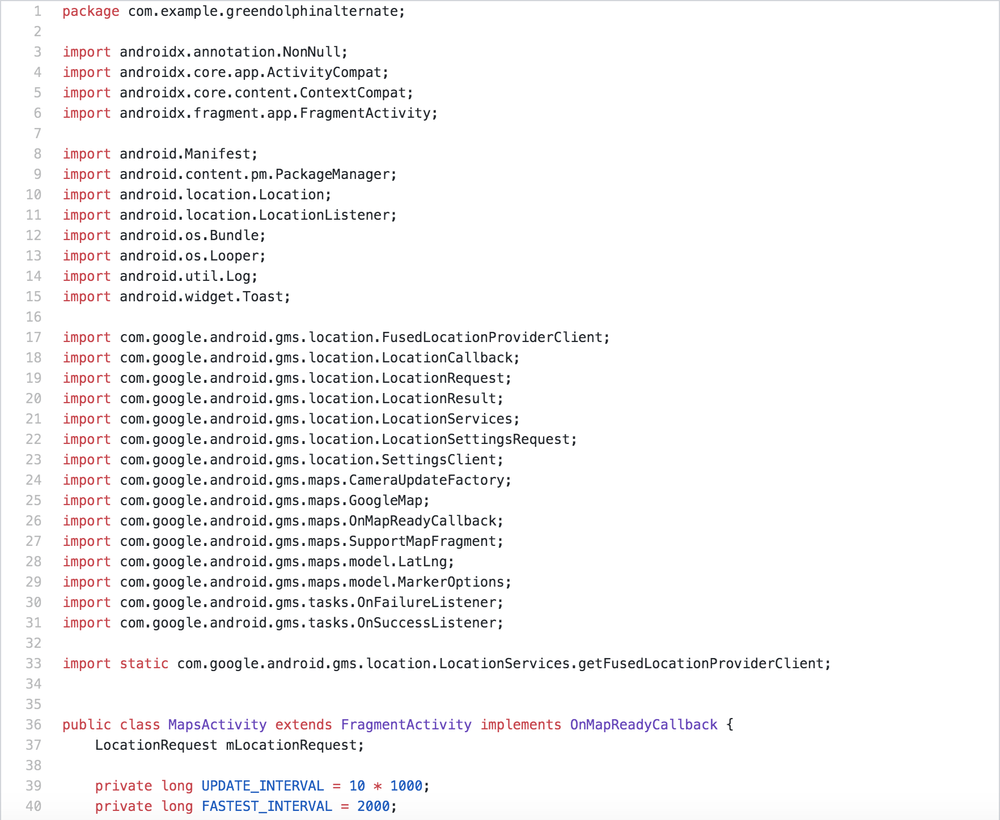 1 package com.example.greendolphinalternate;
2
3 import androidx.annotation.NonNull;
4 import androidx.core.app.ActivityCompat;
5 import androidx.core.content.ContextCompat;
6 import androidx.fragment.app.FragmentActivity;
7
8 import android.Manifest;
9 import android.content.pm.PackageManager;
10 import android.location.Location;
11 import android.location.LocationListener;
12 import android.os.Bundle;
13 import android.os.Looper;
14 import android.util.Log;
15 import android.widget.Toast;
16
17 import com.google.android.gms.location.FusedLocationProviderClient;
18 import com.google.android.gms.location.LocationCallback;
19 import com.google.android.gms.location.LocationRequest;
20 import com.google.android.gms.location.LocationResult;
21 import com.google.android.gms.location.LocationServices;
22 import com.google.android.gms.location.LocationSettingsRequest;
23 import com.google.android.gms.location.SettingsClient;
24 import com.google.android.gms.maps.CameraUpdateFactory;
25 import com.google.android.gms.maps.GoogleMap;
26 import com.google.android.gms.maps.OnMapReadyCallback;
27 import com.google.android.gms.maps.SupportMapFragment;
28 import com.google.android.gms.maps.model.LatLng;
29 import com.google.android.gms.maps.model.MarkerOptions;
30 import com.google.android.gms.tasks.OnFailureListener;
31 import com.google.android.gms.tasks.OnSuccessListener;
32
33 import static com.google.android.gms.location.LocationServices.getFusedLocationProviderClient;
34
35
36 public class MapsActivity extends FragmentActivity implements OnMapReadyCallback {
37     LocationRequest mLocationRequest;
38
39     private long UPDATE_INTERVAL = 10 * 1000;
40     private long FASTEST_INTERVAL = 2000;